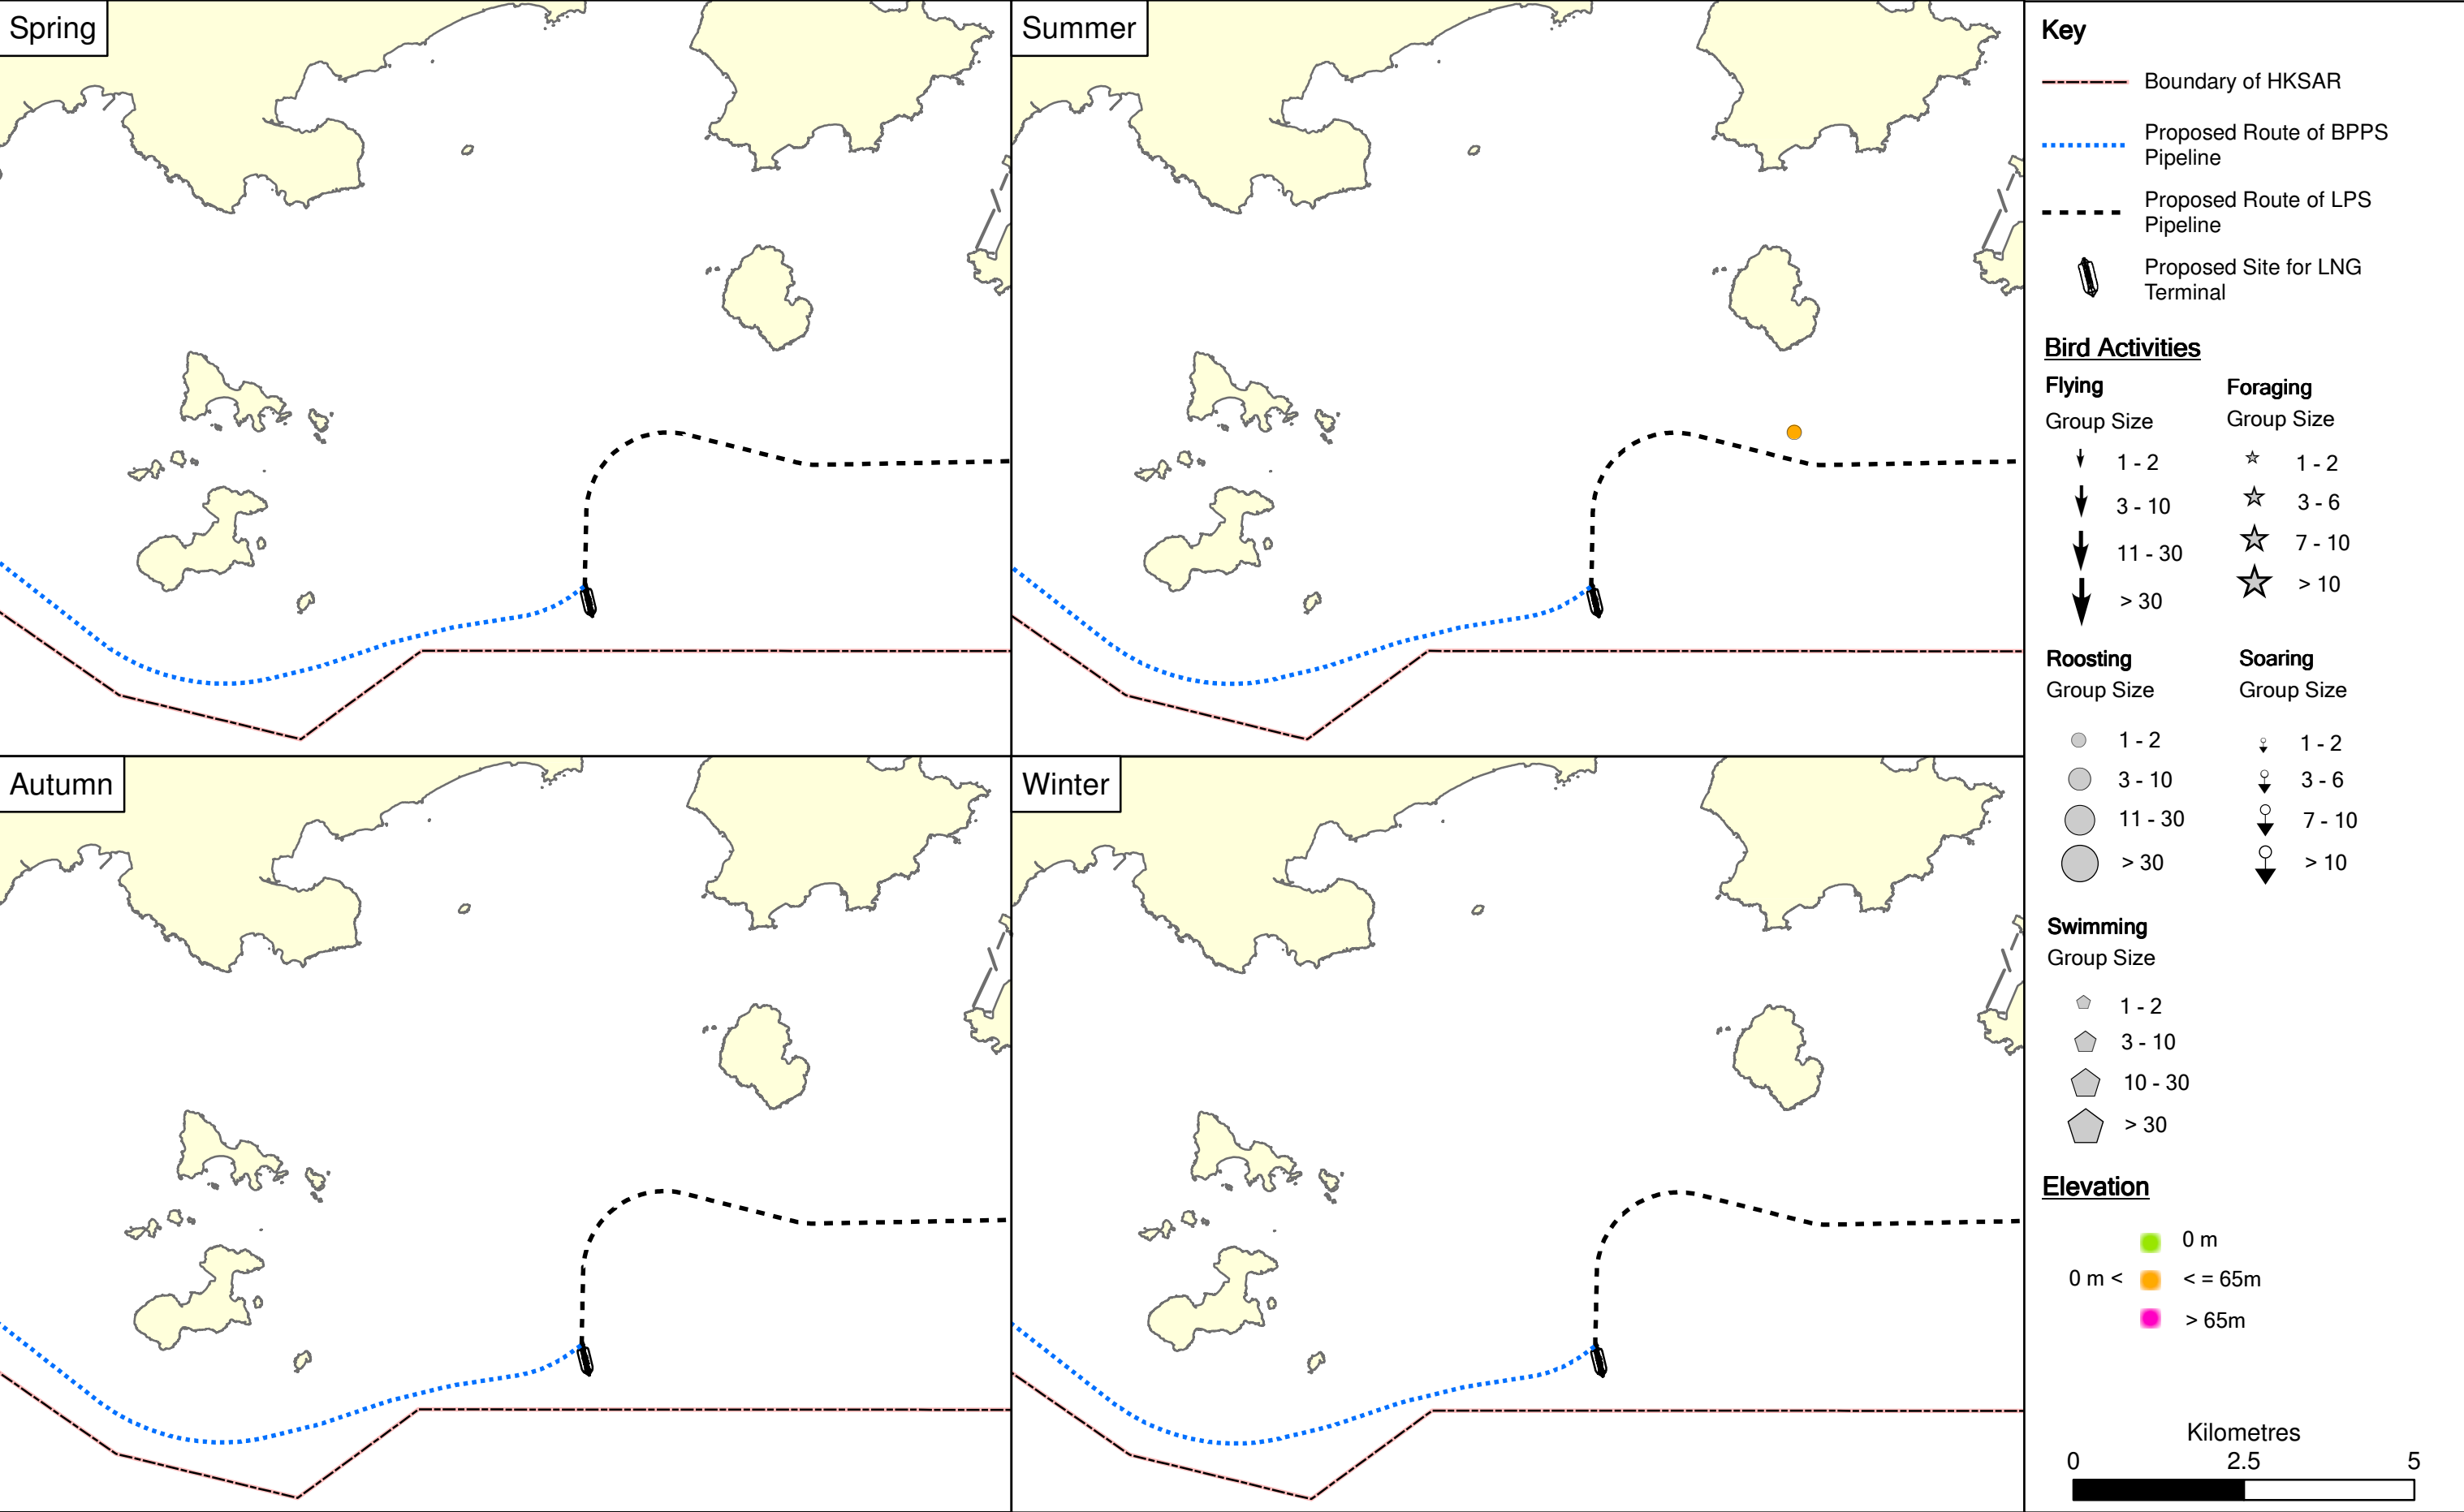 Spring
Summer
Autumn
Winter
Key
Boundary of HKSAR
Proposed Route of BPPS
Pipeline
Proposed Route of LPS
Pipeline
Proposed Site for LNG
Terminal
Bird Activities
Flying
Group Size
1 - 2
3 - 10
11 - 30
> 30
Foraging
Group Size
1 - 2
3 - 6
7 - 10
> 10
Roosting
Group Size
1 - 2
3 - 10
11 - 30
> 30
Soaring
Group Size
1 - 2
3 - 6
7 - 10
> 10
Swimming
Group Size
1 - 2
3 - 10
10 - 30
> 30
Elevation
0 m
0 m < < = 65m
> 65m
Kilometres
0 2.5 5